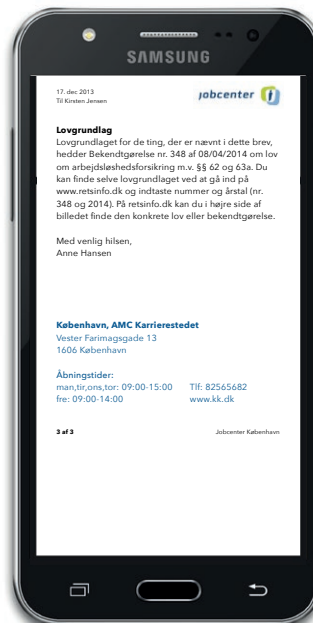 SAMSUNG
17. dec 2013
Til Kirsten Jensen
jobcenter
Lovgrundlag
Lovgrundlaget for de ting, der er nævnt i dette brev,
hedder Bekendtgørelse nr. 348 af 08/04/2014 om lov
om arbejdsløshedsforsikring m.v. §§ 62 og 63a. Du
kan finde selve lovgrundlaget ved at gå ind på
www.retsinfo.dk og indtaste nummer og årstal (nr.
348 og 2014). På retsinfo.dk kan du i højre side af
billedet finde den konkrete lov eller bekendtgørelse.
Med venlig hilsen,
Anne Hansen
København, AMC Karrierestedet
Vester Farimagsgade 13
1606 København
Åbningstider:
man,tir,ons,tor: 09:00-15:00 Tlf: 82565682
fre: 09:00-14:00 www.kk.dk
3 af 3 Jobcenter København